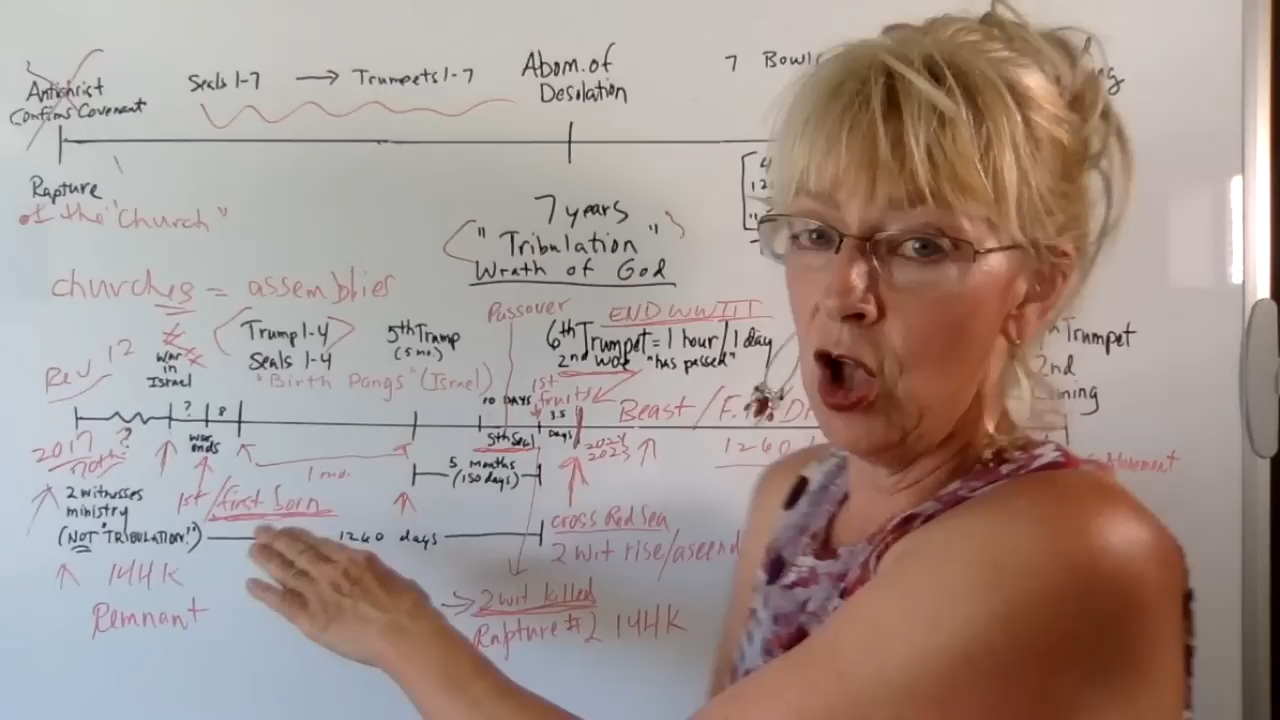 Antichrist
Confirms Covenant
Seals 1-7 → Trumpets 1-7
Abom. of
Desolation
7 Bowls
Rapture
of the "Church"
7 years
"Tribulation"
Wrath of God
churches = assemblies
Rev 12
War
in
Israel
Trump 1-4
Seals 1-4
"Birth Pangs" (Israel)
5th Trump
(5 mo.)
Passover
END WW III
6th Trumpet = 1 hour / 1 day
2nd woe "has passed"
Trumpet
2nd
?
8
10 DAYS
1st
fruits
3.5
Days
Beast /
2017
?
War
ends
1 mo.
5th Seal
5 months
(150 days)
2024
2023
1260
2 witnesses
ministry
(NOT "TRIBULATION")
1st / first born
1260 days
cross Red Sea
2 wit rise/ascend
144K
Remnant
→ 2 wit killed
Rapture #2 144K